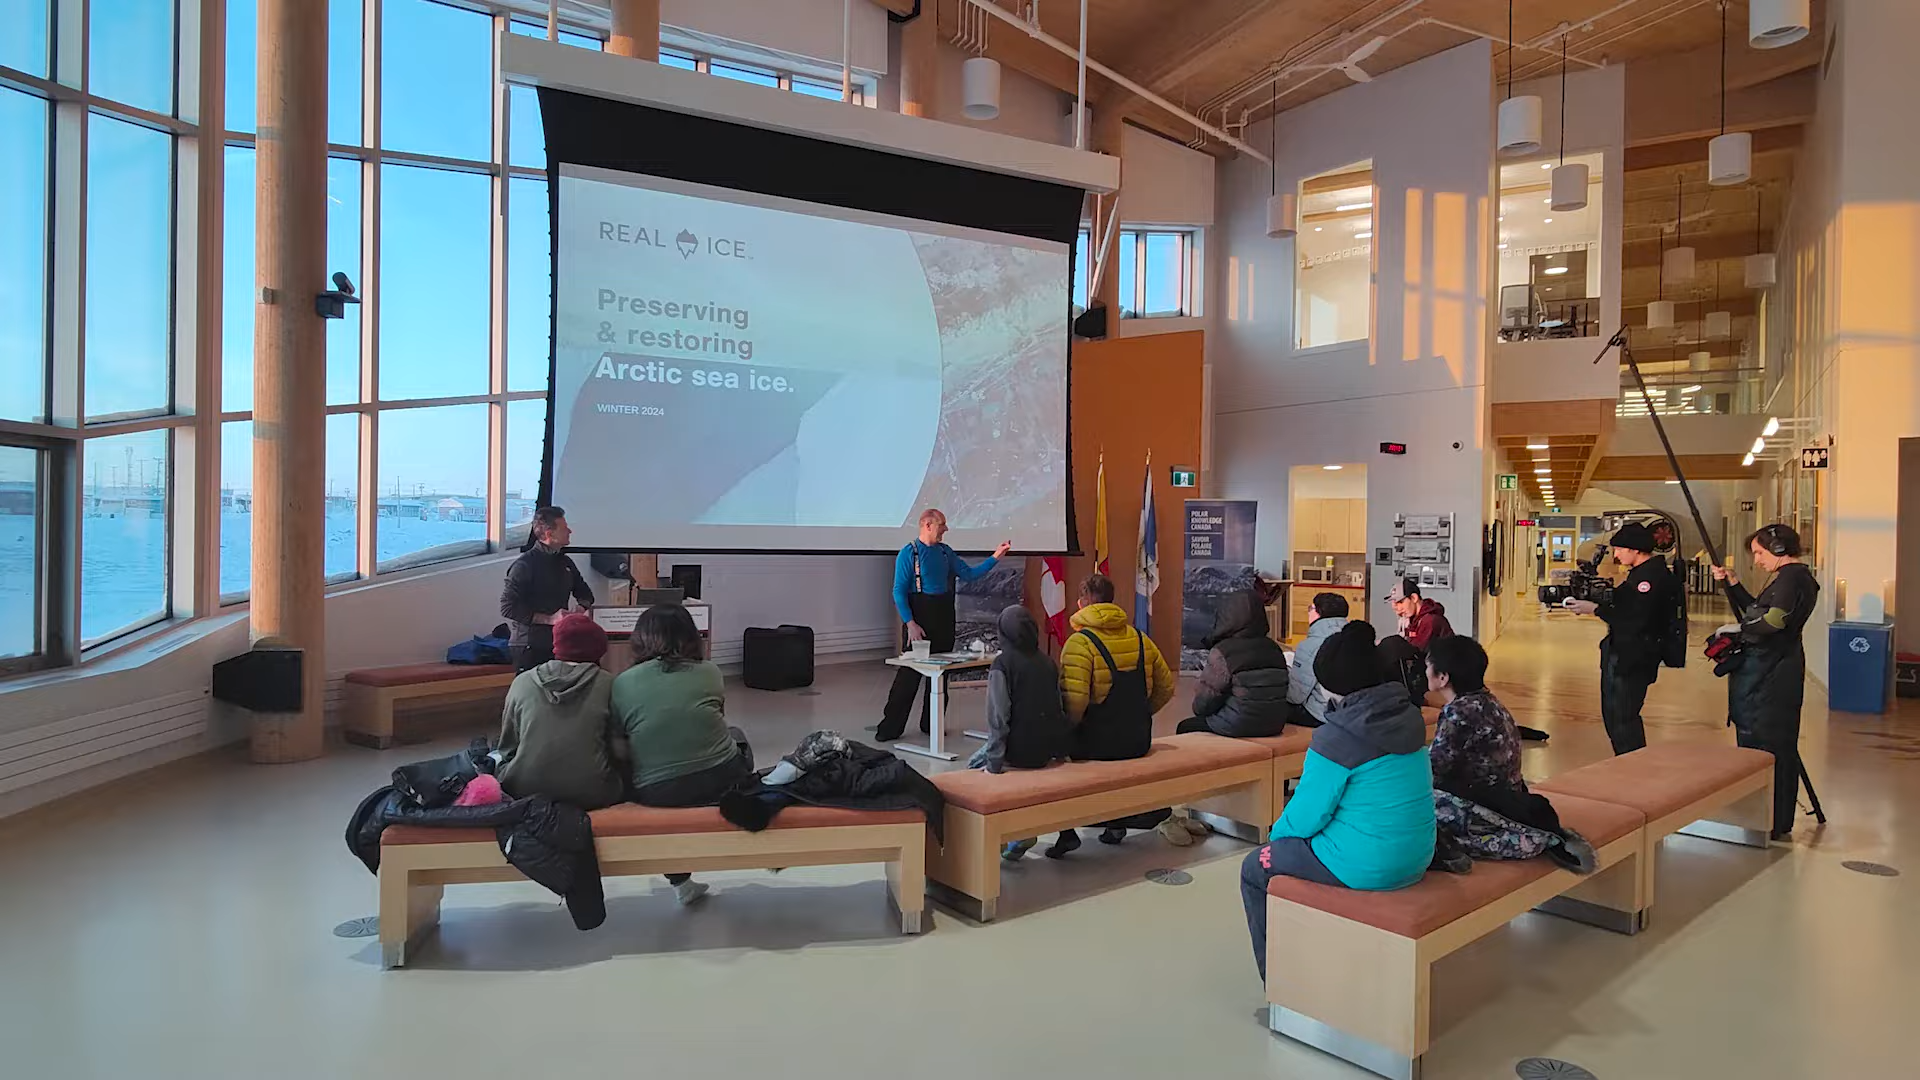 REAL ICE
Preserving
& restoring
Arctic sea ice.
WINTER 2024
POLAR
KNOWLEDGE
CANADA
SAVOIR
POLAIRE
CANADA